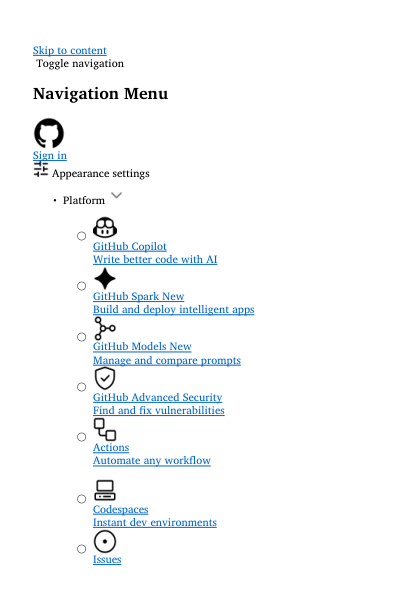 Skip to content
Toggle navigation
Navigation Menu
Sign in
Appearance settings
Platform
GitHub Copilot
Write better code with AI
GitHub Spark New
Build and deploy intelligent apps
GitHub Models New
Manage and compare prompts
GitHub Advanced Security
Find and fix vulnerabilities
Actions
Automate any workflow
Codespaces
Instant dev environments
Issues